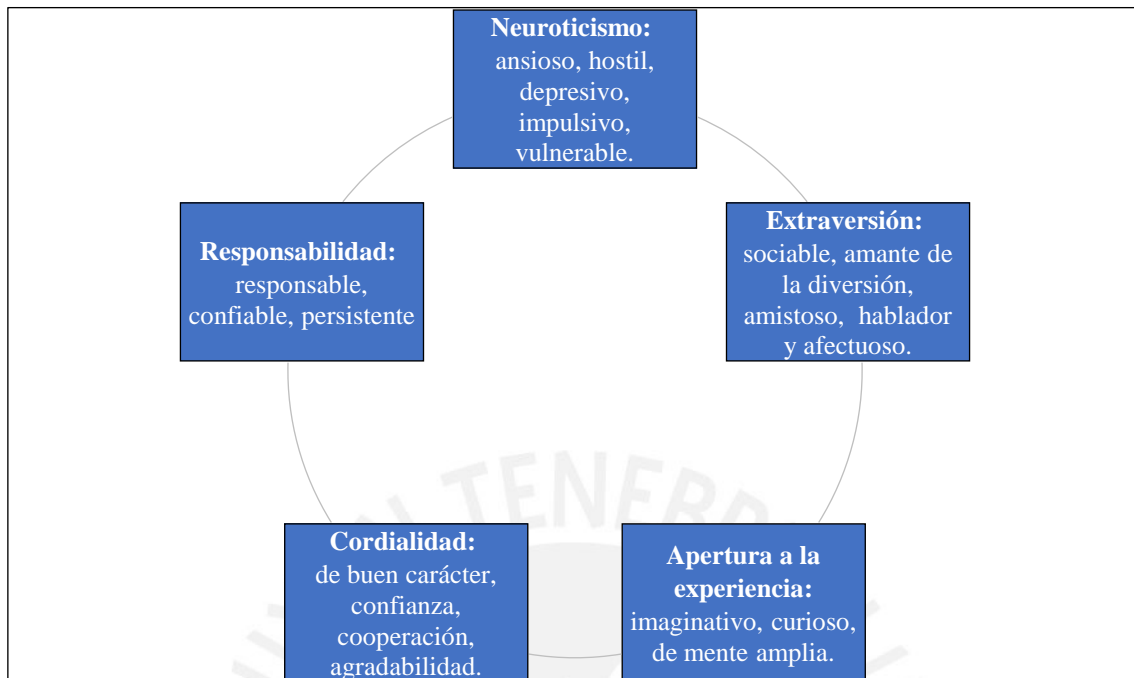 Neuroticismo:
ansioso, hostil,
depresivo,
impulsivo,
vulnerable.
Extraversión:
sociable, amante de
la diversión,
amistoso, hablador
y afectuoso.
Apertura a la
experiencia:
imaginativo, curioso,
de mente amplia.
Cordialidad:
de buen carácter,
confianza,
cooperación,
agradabilidad.
Responsabilidad:
responsable,
confiable, persistente
TENEBR